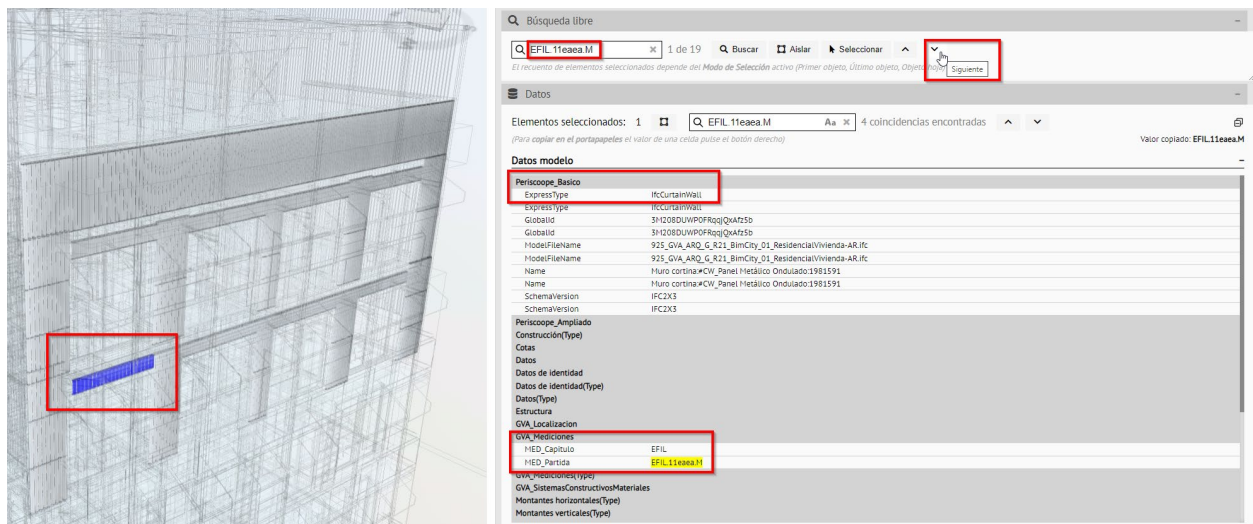 Búsqueda libre
EFIL.11eaea.M × 1 de 19 Buscar Aislar Seleccionar
El recuento de elementos seleccionados depende del Modo de Selección activo (Primer objeto, Último objeto, Objeto hoja)
Siguiente
Datos
Elementos seleccionados: 1 EFIL.11eaea.M Aa × 4 coincidencias encontradas
(Para copiar en el portapapeles el valor de una celda pulse el botón derecho) Valor copiado: EFIL.11eaea.M
Datos modelo
Periscoope_Basico
ExpressType IfcCurtainWall
ExpressType IfcCurtainWall
GlobalId 3M208DUWP0FRqqjQxAfz5b
GlobalId 3M208DUWP0FRqqjQxAfz5b
ModelFileName 925_GVA_ARQ_G_R21_BimCity_01_ResidencialVivienda-AR.ifc
ModelFileName 925_GVA_ARQ_G_R21_BimCity_01_ResidencialVivienda-AR.ifc
Name Muro cortina:#CW_Panel Metálico Ondulado:1981591
Name Muro cortina:#CW_Panel Metálico Ondulado:1981591
SchemaVersion IFC2X3
SchemaVersion IFC2X3
Periscoope_Ampliado
Construcción(Type)
Cotas
Datos
Datos de identidad
Datos de identidad(Type)
Datos(Type)
Estructura
GVA_Localizacion
GVA_Mediciones
MED_Capitulo EFIL
MED_Partida EFIL.11eaea.M
GVA_Mediciones(Type)
GVA_SistemasConstructivosMateriales
Montantes horizontales(Type)
Montantes verticales(Type)